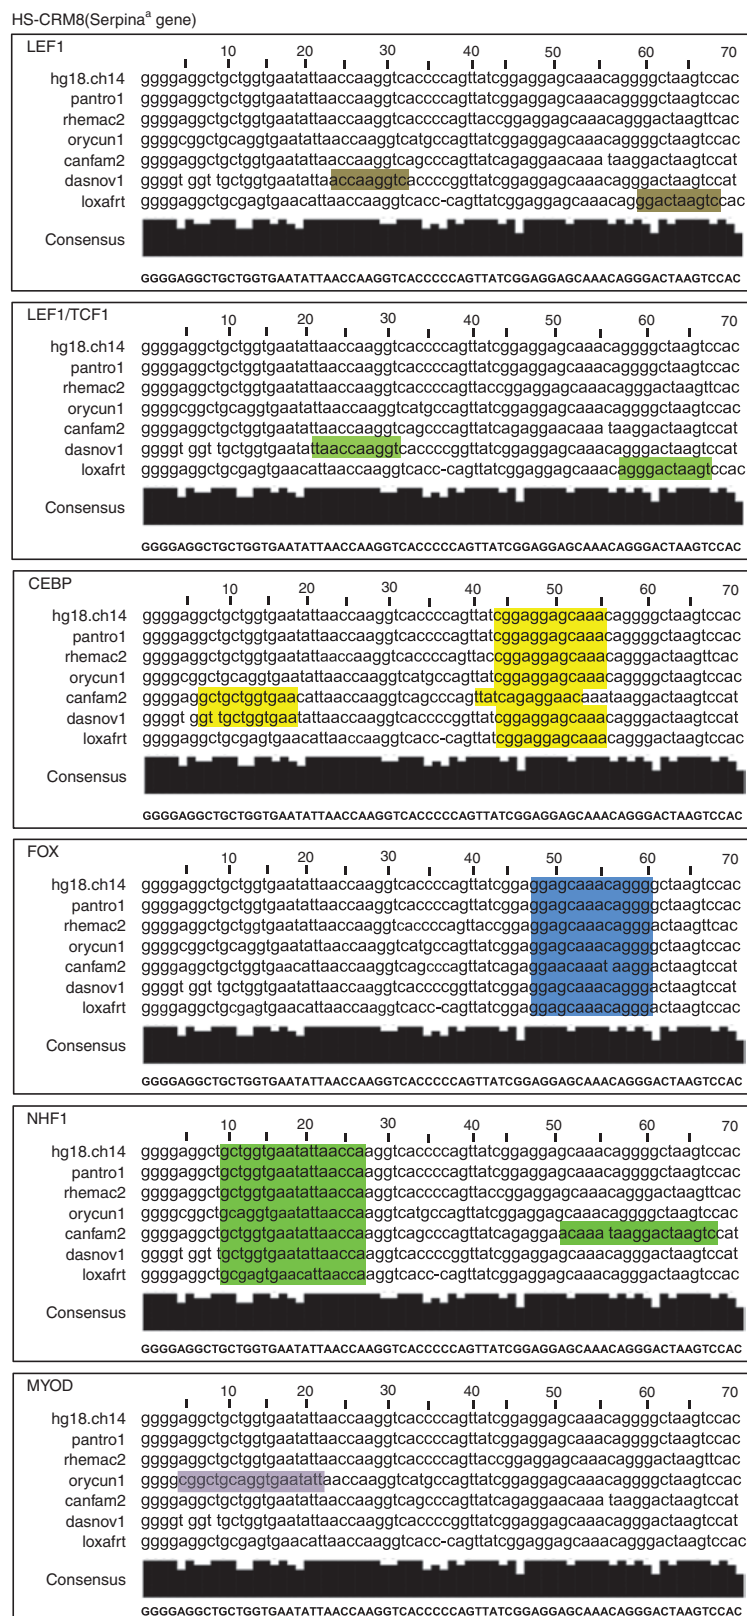 HS-CRM8(Serpinaᵃ gene)
LEF1
10 20 30 40 50 60 70
hg18.ch14 ggggaggctgctggtgaatattaaccaaggtcaccccagttatcggaggagcaaacaggggctaagtccac
pantro1 ggggaggctgctggtgaatattaaccaaggtcaccccagttatcggaggagcaaacaggggctaagtccac
rhemac2 ggggaggctgctggtgaatattaaccaaggtcaccccagttaccggaggagcaaacagggactaagttcac
orycun1 ggggcggctgcaggtgaatattaaccaaggtcatgccagttatcggaggagcaaacaggggctaagtccac
canfam2 ggggaggctgctggtgaatattaaccaaggtcagcccagttatcagaggaacaaa taaggactaagtccat
dasnov1 ggggt ggt tgctggtgaatattaaccaaggtcaccccggttatcggaggagcaaacagggactaagtccat
loxafrt ggggaggctgcgagtgaacattaaccaaggtcacc-cagttatcggaggagcaaacagggactaagtccac
Consensus
GGGGAGGCTGCTGGTGAATATTAACCAAGGTCACCCCCAGTTATCGGAGGAGCAAACAGGGACTAAGTCCAC
LEF1/TCF1
10 20 30 40 50 60 70
hg18.ch14 ggggaggctgctggtgaatattaaccaaggtcaccccagttatcggaggagcaaacaggggctaagtccac
pantro1 ggggaggctgctggtgaatattaaccaaggtcaccccagttatcggaggagcaaacaggggctaagtccac
rhemac2 ggggaggctgctggtgaatattaaccaaggtcaccccagttaccggaggagcaaacagggactaagttcac
orycun1 ggggcggctgcaggtgaatattaaccaaggtcatgccagttatcggaggagcaaacaggggctaagtccac
canfam2 ggggaggctgctggtgaatattaaccaaggtcagcccagttatcagaggaacaaa taaggactaagtccat
dasnov1 ggggt ggt tgctggtgaatattaaccaaggtcaccccggttatcggaggagcaaacagggactaagtccat
loxafrt ggggaggctgcgagtgaacattaaccaaggtcacc-cagttatcggaggagcaaacagggactaagtccac
Consensus
GGGGAGGCTGCTGGTGAATATTAACCAAGGTCACCCCCAGTTATCGGAGGAGCAAACAGGGACTAAGTCCAC
CEBP
10 20 30 40 50 60 70
hg18.ch14 ggggaggctgctggtgaatattaaccaaggtcaccccagttatcggaggagcaaacaggggctaagtccac
pantro1 ggggaggctgctggtgaatattaaccaaggtcaccccagttatcggaggagcaaacaggggctaagtccac
rhemac2 ggggaggctgctggtgaatattaaccaaggtcaccccagttaccggaggagcaaacagggactaagttcac
orycun1 ggggcggctgcaggtgaatattaaccaaggtcatgccagttatcggaggagcaaacaggggctaagtccac
canfam2 ggggaggctgctggtgaacattaaccaaggtcagcccagttatcagaggaacaaataaggactaagtccat
dasnov1 ggggt ggt tgctggtgaatattaaccaaggtcaccccggttatcggaggagcaaacagggactaagtccat
loxafrt ggggaggctgcgagtgaacattaaccaaggtcacc-cagttatcggaggagcaaacagggactaagtccac
Consensus
GGGGAGGCTGCTGGTGAATATTAACCAAGGTCACCCCCAGTTATCGGAGGAGCAAACAGGGACTAAGTCCAC
FOX
10 20 30 40 50 60 70
hg18.ch14 ggggaggctgctggtgaatattaaccaaggtcaccccagttatcggaggagcaaacaggggctaagtccac
pantro1 ggggaggctgctggtgaatattaaccaaggtcaccccagttatcggaggagcaaacaggggctaagtccac
rhemac2 ggggaggctgctggtgaatattaaccaaggtcaccccagttaccggaggagcaaacagggactaagttcac
orycun1 ggggcggctgcaggtgaatattaaccaaggtcatgccagttatcggaggagcaaacaggggctaagtccac
canfam2 ggggaggctgctggtgaacattaaccaaggtcagcccagttatcagaggaacaaat aaggactaagtccat
dasnov1 ggggt ggt tgctggtgaatattaaccaaggtcaccccggttatcggaggagcaaacagggactaagtccat
loxafrt ggggaggctgcgagtgaacattaaccaaggtcacc-cagttatcggaggagcaaacagggactaagtccac
Consensus
GGGGAGGCTGCTGGTGAATATTAACCAAGGTCACCCCCAGTTATCGGAGGAGCAAACAGGGACTAAGTCCAC
NHF1
10 20 30 40 50 60 70
hg18.ch14 ggggaggctgctggtgaatattaaccaaggtcaccccagttatcggaggagcaaacaggggctaagtccac
pantro1 ggggaggctgctggtgaatattaaccaaggtcaccccagttatcggaggagcaaacaggggctaagtccac
rhemac2 ggggaggctgctggtgaatattaaccaaggtcaccccagttaccggaggagcaaacagggactaagttcac
orycun1 ggggcggctgcaggtgaatattaaccaaggtcatgccagttatcggaggagcaaacaggggctaagtccac
canfam2 ggggaggctgctggtgaatattaaccaaggtcagcccagttatcagaggaacaaa taaggactaagtccat
dasnov1 ggggt ggt tgctggtgaatattaaccaaggtcaccccggttatcggaggagcaaacagggactaagtccat
loxafrt ggggaggctgcgagtgaacattaaccaaggtcacc-cagttatcggaggagcaaacagggactaagtccac
Consensus
GGGGAGGCTGCTGGTGAATATTAACCAAGGTCACCCCCAGTTATCGGAGGAGCAAACAGGGACTAAGTCCAC
MYOD
10 20 30 40 50 60 70
hg18.ch14 ggggaggctgctggtgaatattaaccaaggtcaccccagttatcggaggagcaaacaggggctaagtccac
pantro1 ggggaggctgctggtgaatattaaccaaggtcaccccagttatcggaggagcaaacaggggctaagtccac
rhemac2 ggggaggctgctggtgaatattaaccaaggtcaccccagttaccggaggagcaaacagggactaagttcac
orycun1 ggggcggctgcaggtgaatattaaccaaggtcatgccagttatcggaggagcaaacaggggctaagtccac
canfam2 ggggaggctgctggtgaatattaaccaaggtcagcccagttatcagaggaacaaa taaggactaagtccat
dasnov1 ggggt ggt tgctggtgaatattaaccaaggtcaccccggttatcggaggagcaaacagggactaagtccat
loxafrt ggggaggctgcgagtgaacattaaccaaggtcacc-cagttatcggaggagcaaacagggactaagtccac
Consensus
GGGGAGGCTGCTGGTGAATATTAACCAAGGTCACCCCCAGTTATCGGAGGAGCAAACAGGGACTAAGTCCAC